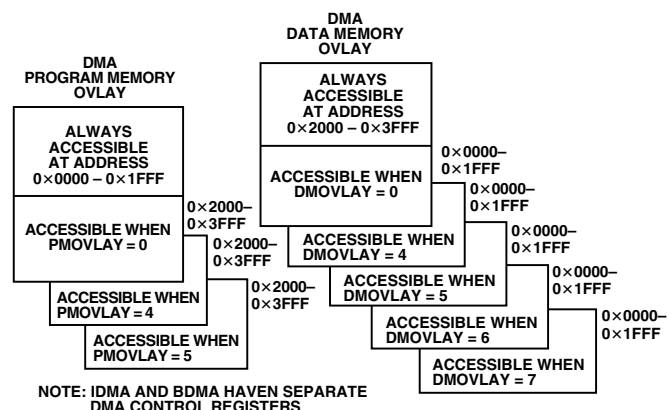 DMA
PROGRAM MEMORY
OVLAY
ALWAYS
ACCESSIBLE
AT ADDRESS
0×0000 – 0×1FFF
ACCESSIBLE WHEN
PMOVLAY = 0
0×2000–
0×3FFF
ACCESSIBLE WHEN
PMOVLAY = 4
0×2000–
0×3FFF
ACCESSIBLE WHEN
PMOVLAY = 5
0×2000–
0×3FFF
DMA
DATA MEMORY
OVLAY
ALWAYS
ACCESSIBLE
AT ADDRESS
0×2000 – 0×3FFF
ACCESSIBLE WHEN
DMOVLAY = 0
0×0000–
0×1FFF
ACCESSIBLE WHEN
DMOVLAY = 4
0×0000–
0×1FFF
ACCESSIBLE WHEN
DMOVLAY = 5
0×0000–
0×1FFF
ACCESSIBLE WHEN
DMOVLAY = 6
0×0000–
0×1FFF
ACCESSIBLE WHEN
DMOVLAY = 7
0×0000–
0×1FFF
NOTE: IDMA AND BDMA HAVEN SEPARATE
DMA CONTROL REGISTERS